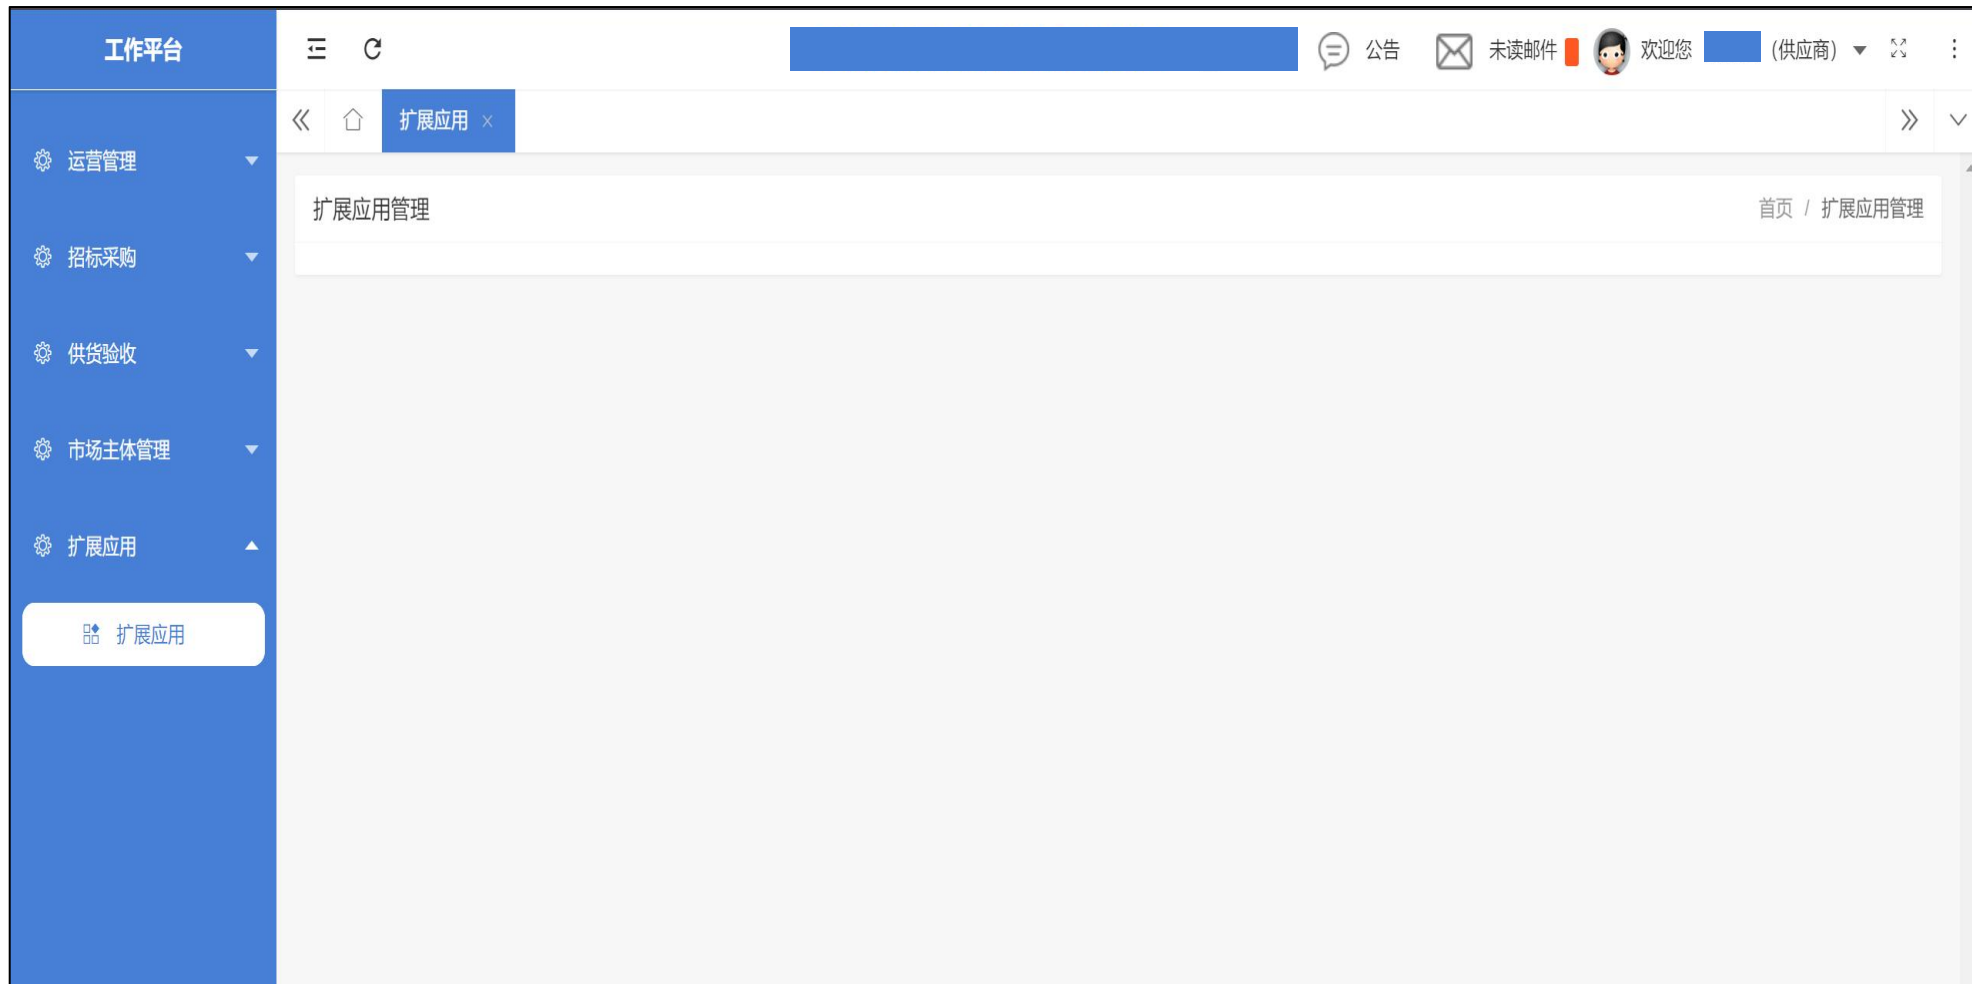 工作平台
公告 未读邮件 欢迎您 (供应商)
扩展应用
运营管理
扩展应用管理 首页 / 扩展应用管理
招标采购
供货验收
市场主体管理
扩展应用
扩展应用